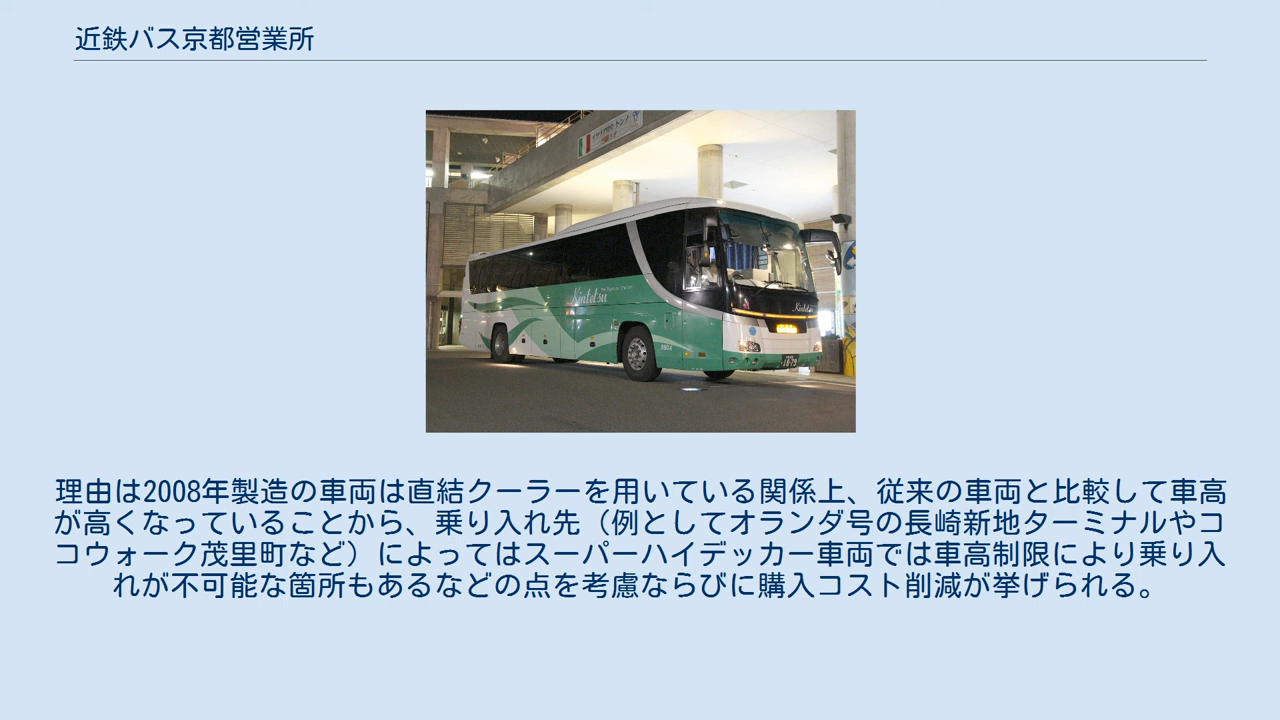 近鉄バス京都営業所
Kintetsu
理由は2008年製造の車両は直結クーラーを用いている関係上、従来の車両と比較して車高
が高くなっていることから、乗り入れ先（例としてオランダ号の長崎新地ターミナルやコ
コウォーク茂里町など）によってはスーパーハイデッカー車両では車高制限により乗り入
れが不可能な箇所もあるなどの点を考慮ならびに購入コスト削減が挙げられる。